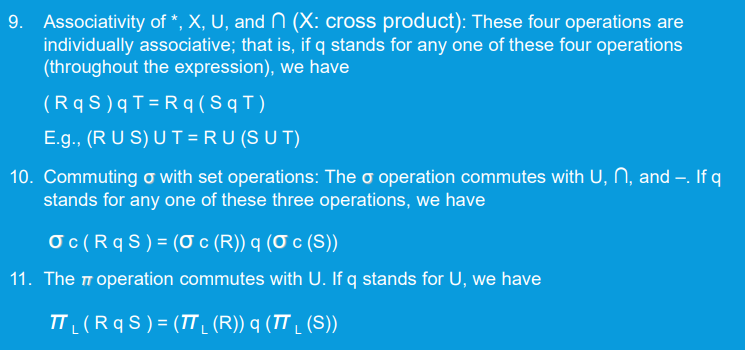 9. Associativity of *, X, U, and ∩ (X: cross product): These four operations are
individually associative; that is, if q stands for any one of these four operations
(throughout the expression), we have
( R q S ) q T = R q ( S q T )
E.g., (R U S) U T = R U (S U T)
10. Commuting σ with set operations: The σ operation commutes with U, ∩, and –. If q
stands for any one of these three operations, we have
σ c ( R q S ) = (σ c (R)) q (σ c (S))
11. The π operation commutes with U. If q stands for U, we have
π L ( R q S ) = (π L (R)) q (π L (S))